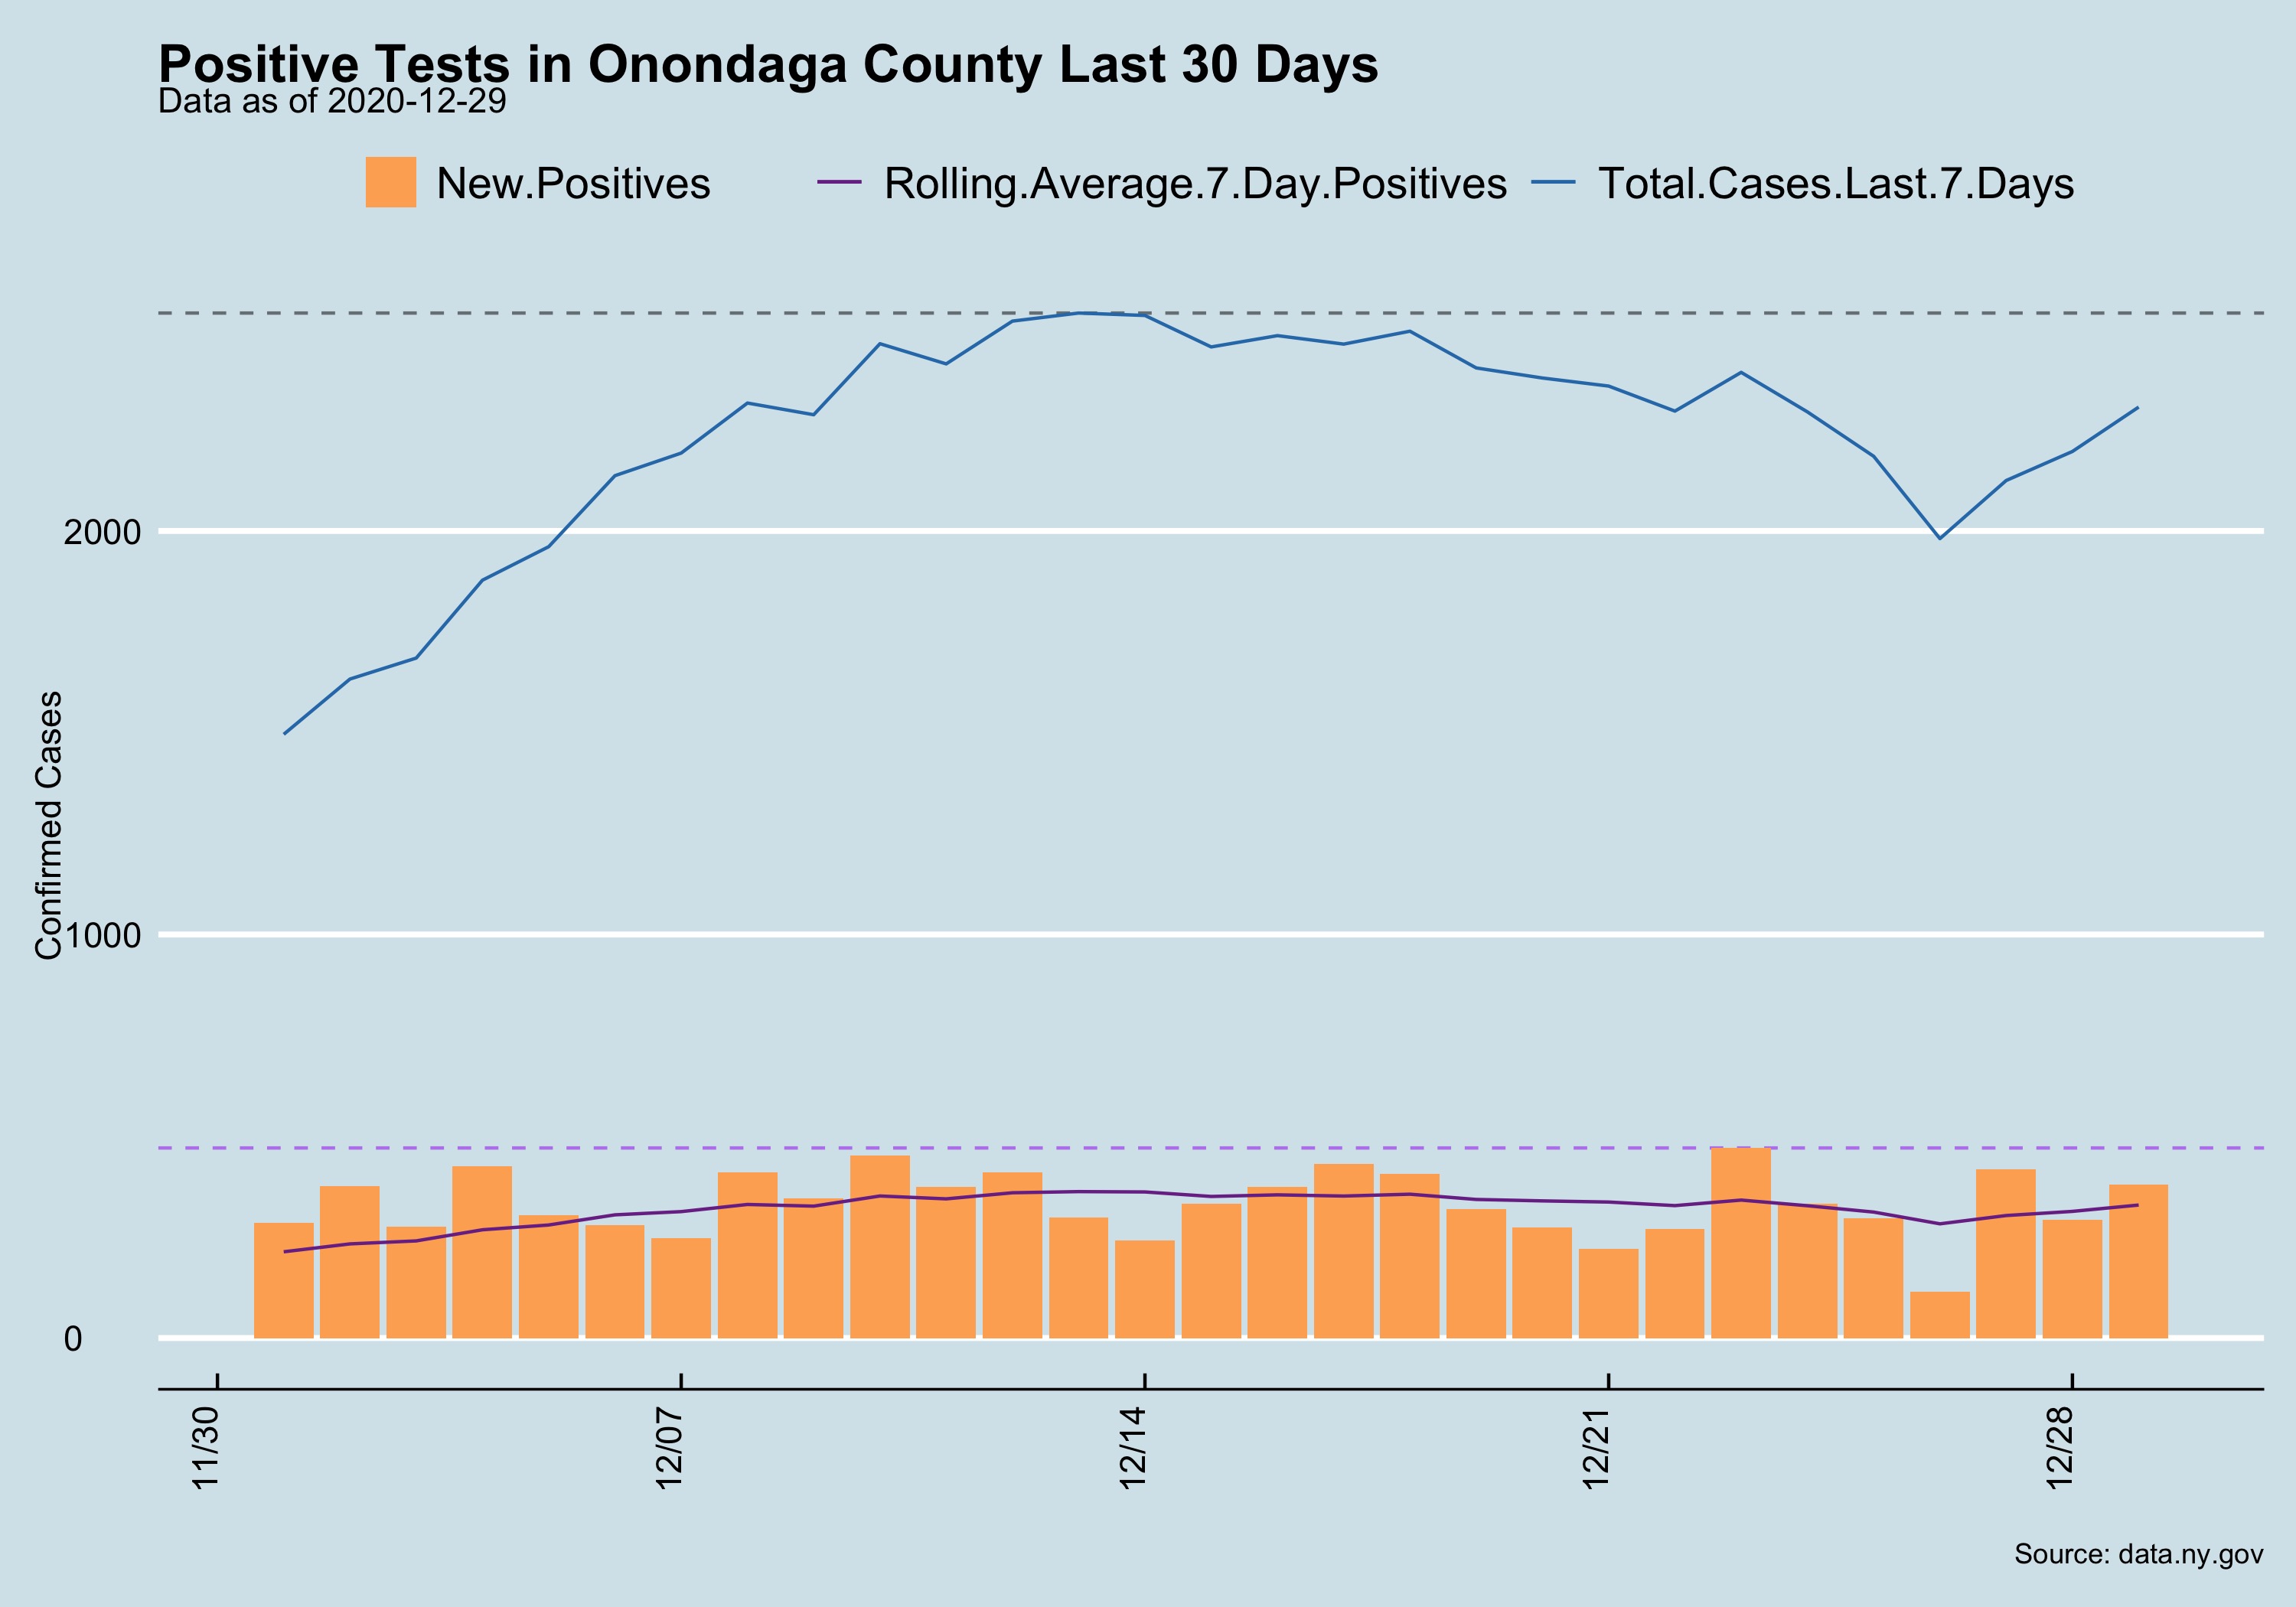 Positive Tests in Onondaga County Last 30 Days
Data as of 2020-12-29
New.Positives
Rolling.Average.7.Day.Positives
Total.Cases.Last.7.Days
Confirmed Cases
2000
1000
0
11/30
12/07
12/14
12/21
12/28
Source: data.ny.gov